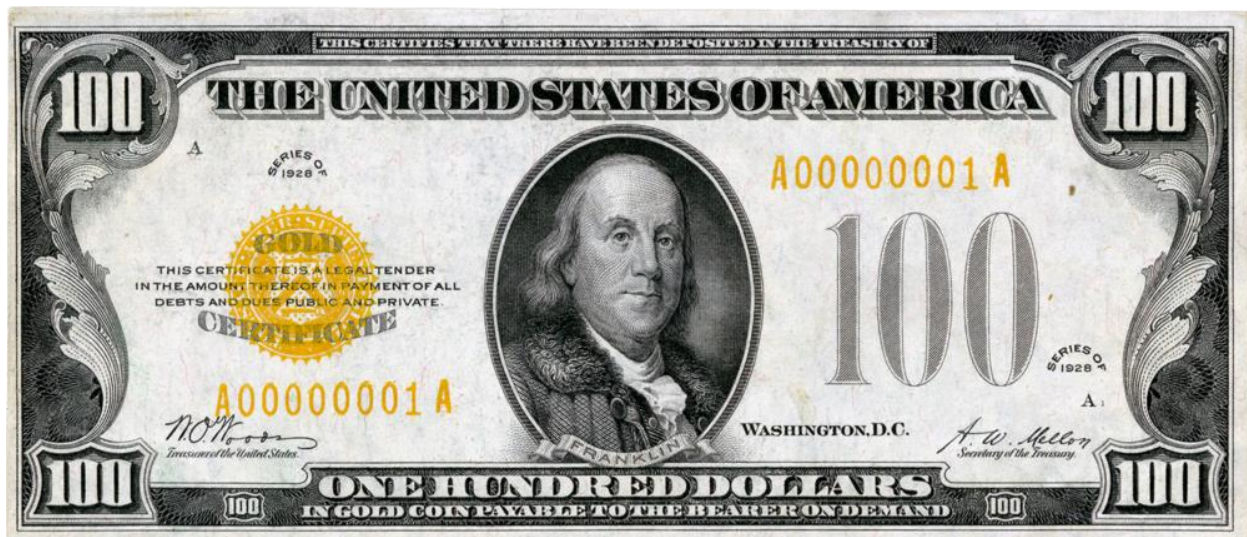 THIS CERTIFIES THAT THERE HAVE BEEN DEPOSITED IN THE TREASURY OF
100
100
THE UNITED STATES OF AMERICA
A
SERIES OF
1928
A00000001 A
GOLD
THIS CERTIFICATE IS A LEGAL TENDER
IN THE AMOUNT THEREOF IN PAYMENT OF ALL
DEBTS AND DUES PUBLIC AND PRIVATE.
CERTIFICATE
100
SERIES OF
1928
A00000001 A
A
W.O. Woods
Treasurer of the United States.
FRANKLIN
WASHINGTON, D.C.
A. W. Mellon
Secretary of the Treasury.
100
100
ONE HUNDRED DOLLARS
100
100
IN GOLD COIN PAYABLE TO THE BEARER ON DEMAND